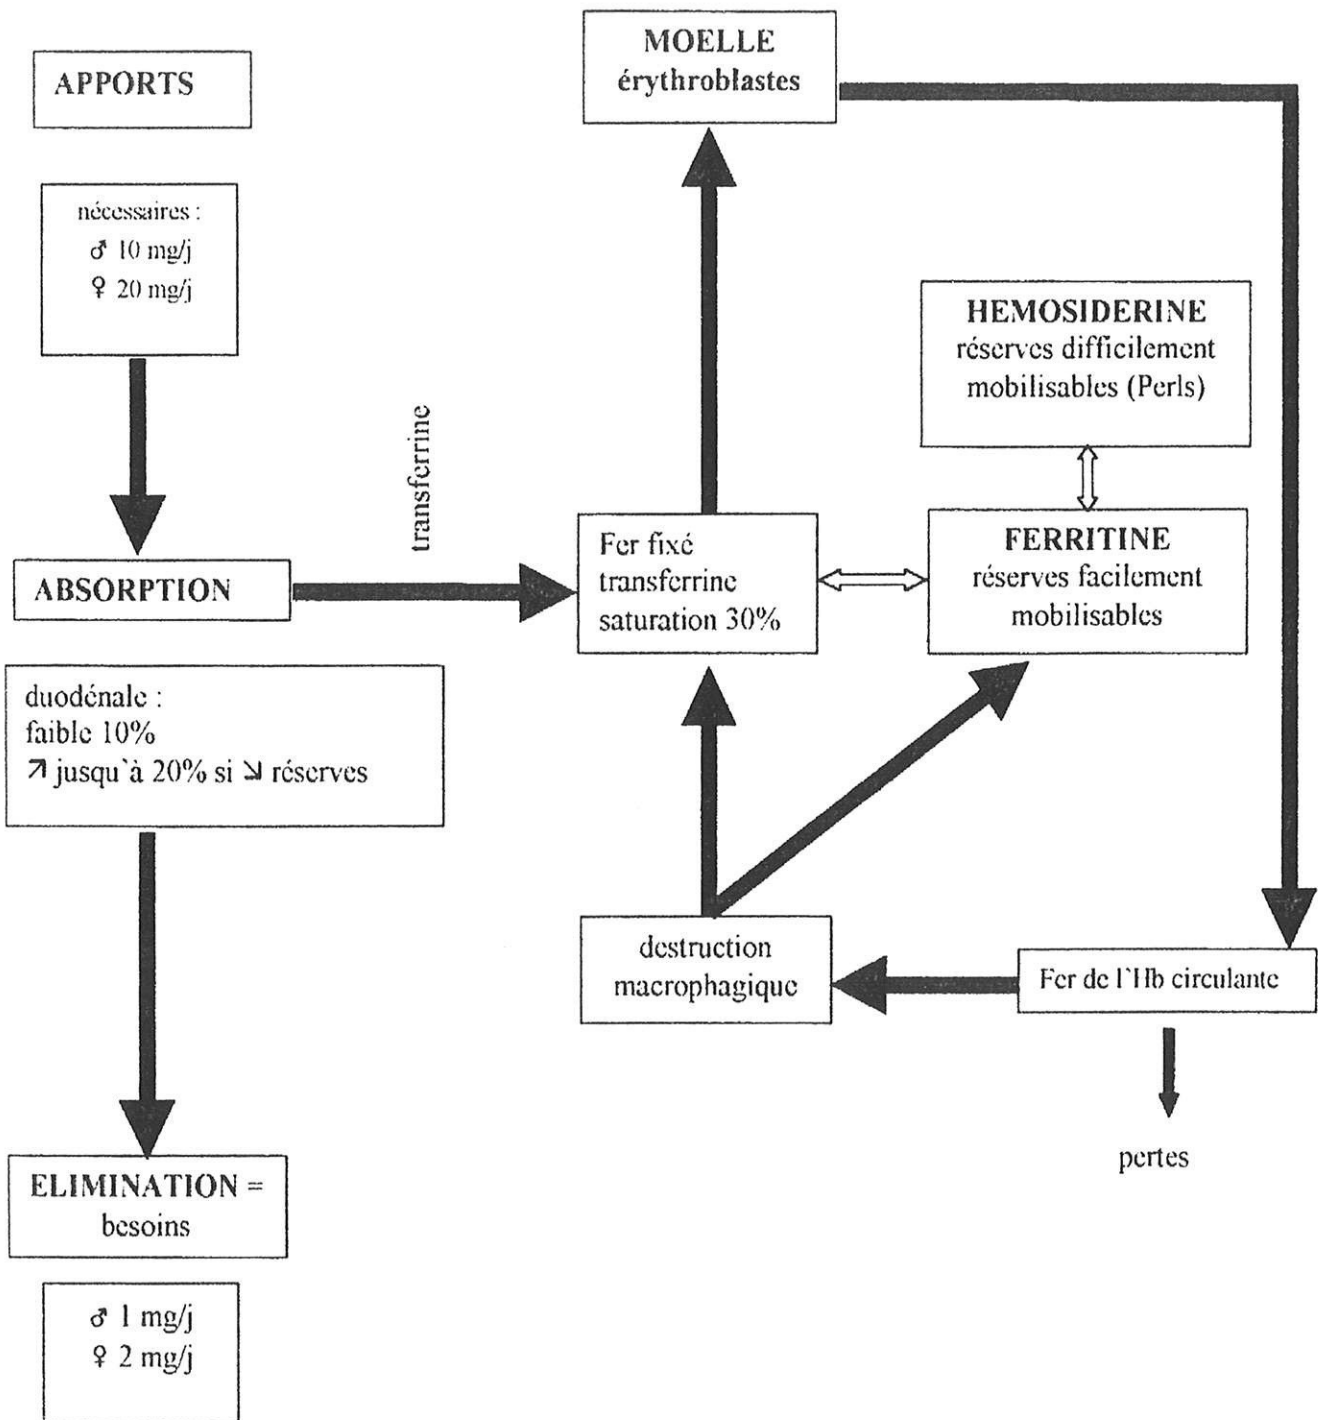 APPORTS
nécessaires :
♂ 10 mg/j
♀ 20 mg/j
ABSORPTION
duodénale :
faible 10%
↗ jusqu'à 20% si ↘ réserves
ELIMINATION =
besoins
♂ 1 mg/j
♀ 2 mg/j
transferrine
MOELLE
érythroblastes
HEMOSIDERINE
réserves difficilement
mobilisables (Perls)
Fer fixé
transferrine
saturation 30%
FERRITINE
réserves facilement
mobilisables
destruction
macrophagique
Fer de l'Hb circulante
pertes